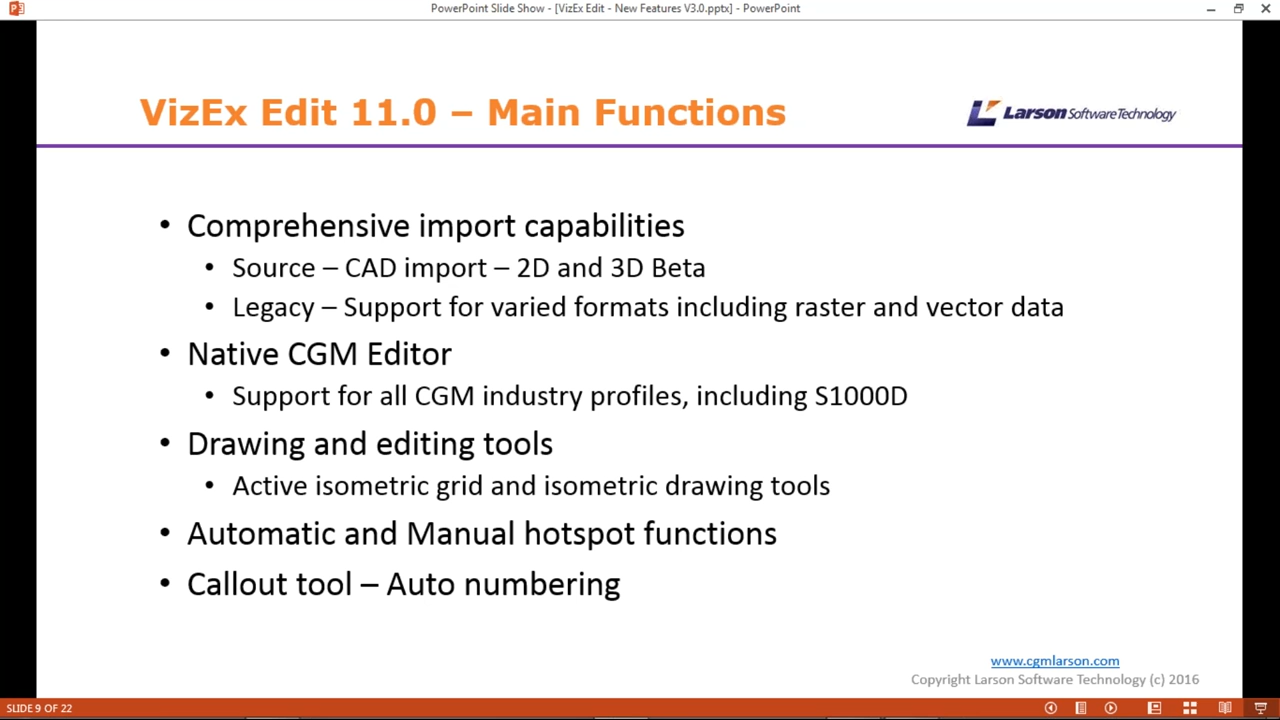 PowerPoint Slide Show - [VizEx Edit - New Features V3.0.pptx] - PowerPoint
VizEx Edit 11.0 – Main Functions
Larson Software Technology
• Comprehensive import capabilities
• Source – CAD import – 2D and 3D Beta
• Legacy – Support for varied formats including raster and vector data
• Native CGM Editor
• Support for all CGM industry profiles, including S1000D
• Drawing and editing tools
• Active isometric grid and isometric drawing tools
• Automatic and Manual hotspot functions
• Callout tool – Auto numbering
www.cgmlarson.com
Copyright Larson Software Technology (c) 2016
SLIDE 9 OF 22